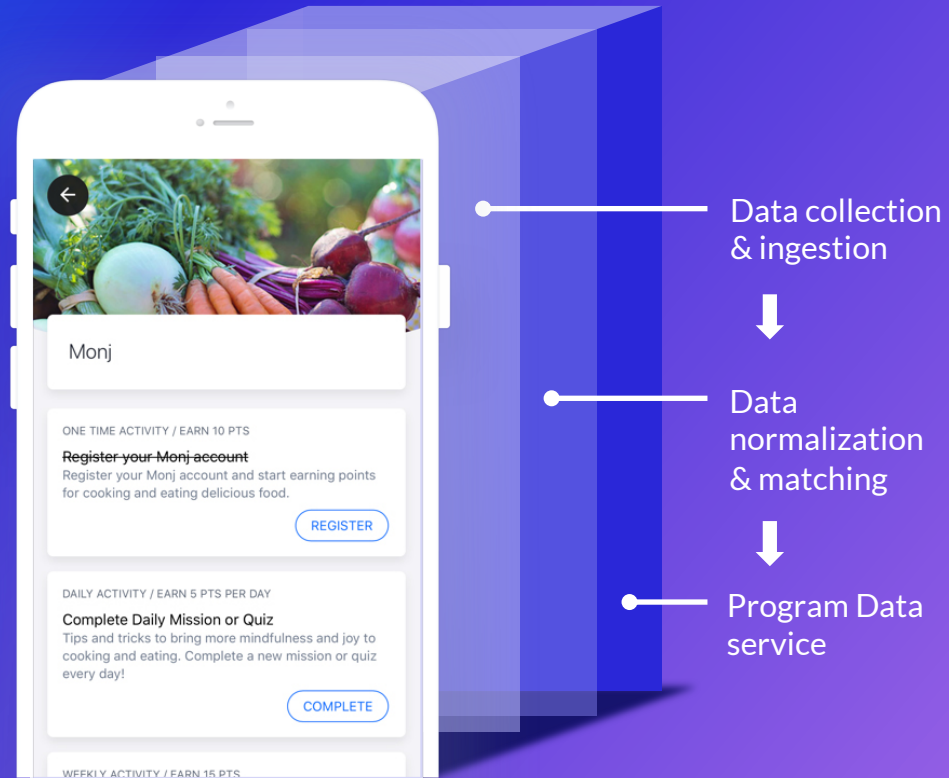 Monj
ONE TIME ACTIVITY / EARN 10 PTS
Register your Monj account
Register your Monj account and start earning points
for cooking and eating delicious food.
REGISTER
DAILY ACTIVITY / EARN 5 PTS PER DAY
Complete Daily Mission or Quiz
Tips and tricks to bring more mindfulness and joy to
cooking and eating. Complete a new mission or quiz
every day!
COMPLETE
WEEKLY ACTIVITY / EARN 15 PTS
Data collection
& ingestion
Data
normalization
& matching
Program Data
service